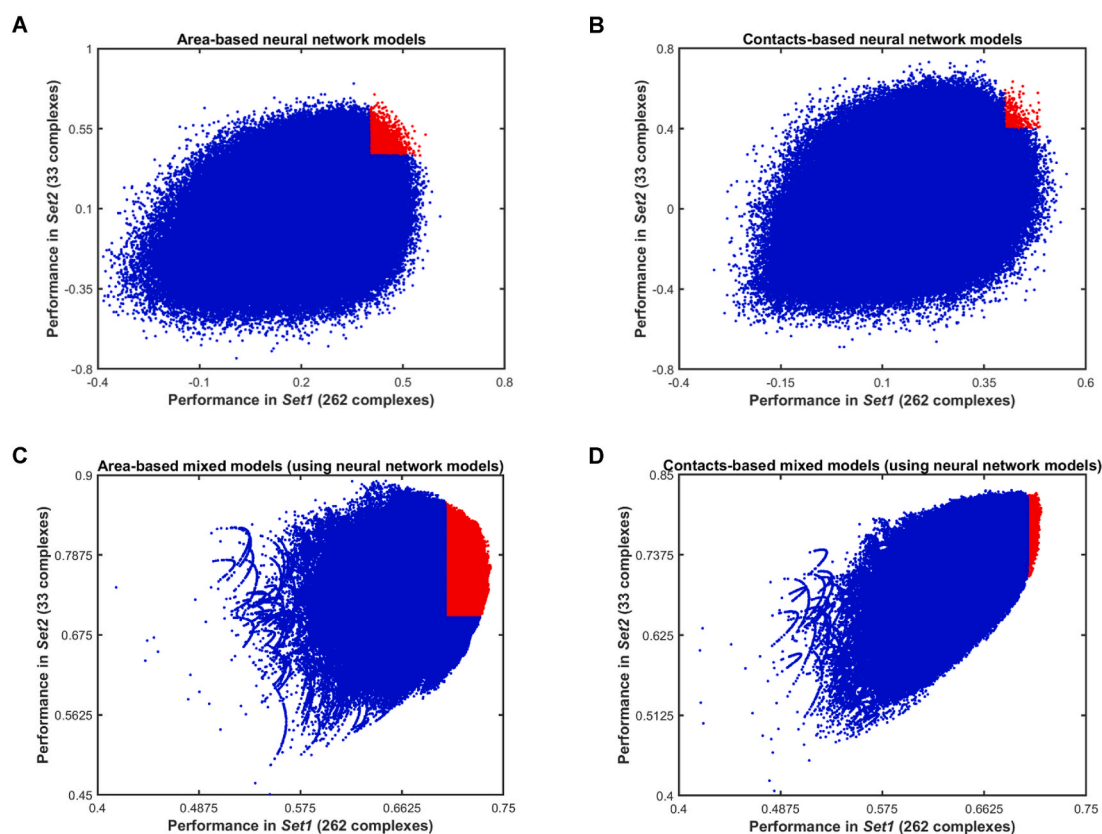 A
Area-based neural network models
1
0.55
0.1
-0.35
-0.8
Performance in Set2 (33 complexes)
-0.4
-0.1
0.2
0.5
0.8
Performance in Set1 (262 complexes)
B
Contacts-based neural network models
0.8
0.4
0
-0.4
-0.8
Performance in Set2 (33 complexes)
-0.4
-0.15
0.1
0.35
0.6
Performance in Set1 (262 complexes)
C
Area-based mixed models (using neural network models)
0.9
0.7875
0.675
0.5625
0.45
Performance in Set2 (33 complexes)
0.4
0.4875
0.575
0.6625
0.75
Performance in Set1 (262 complexes)
D
Contacts-based mixed models (using neural network models)
0.85
0.7375
0.625
0.5125
0.4
Performance in Set2 (33 complexes)
0.4
0.4875
0.575
0.6625
0.75
Performance in Set1 (262 complexes)